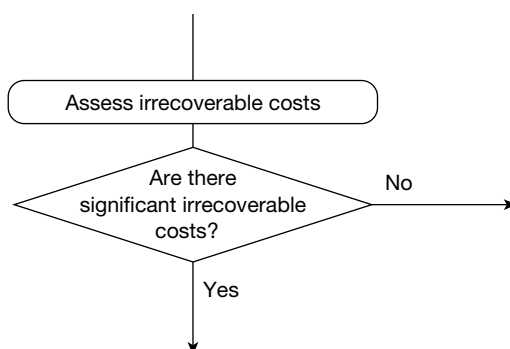 Assess irrecoverable costs
Are there
significant irrecoverable
costs?
No
Yes